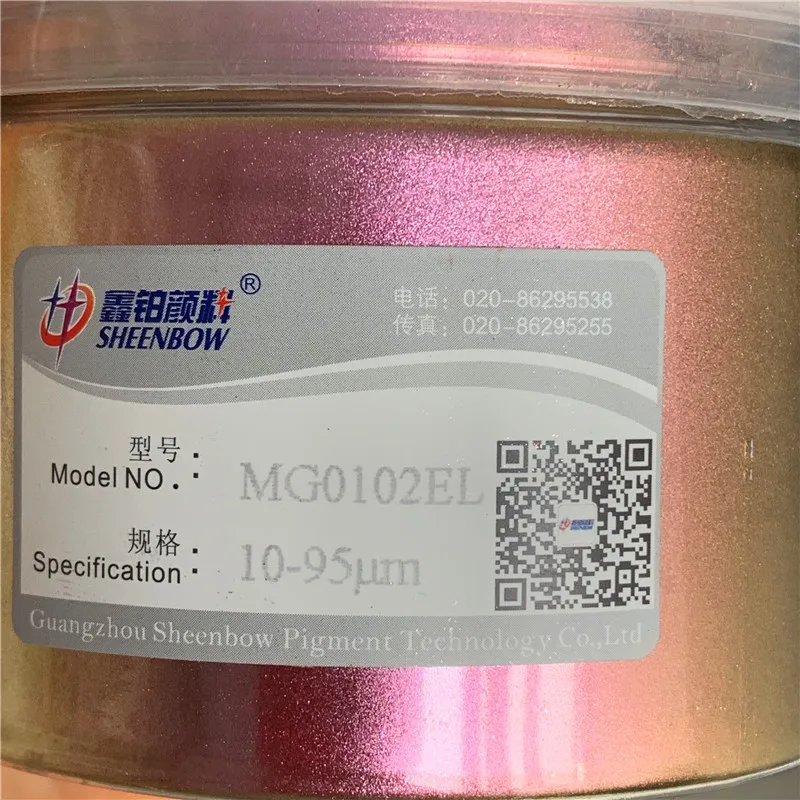 鑫铂颜料®
SHEENBOW
电话：020-86295538
传真：020-86295255
型号：
Model NO.: MG0102EL
规格：
Specification: 10-95μm
Guangzhou Sheenbow Pigment Technology Co.,Ltd